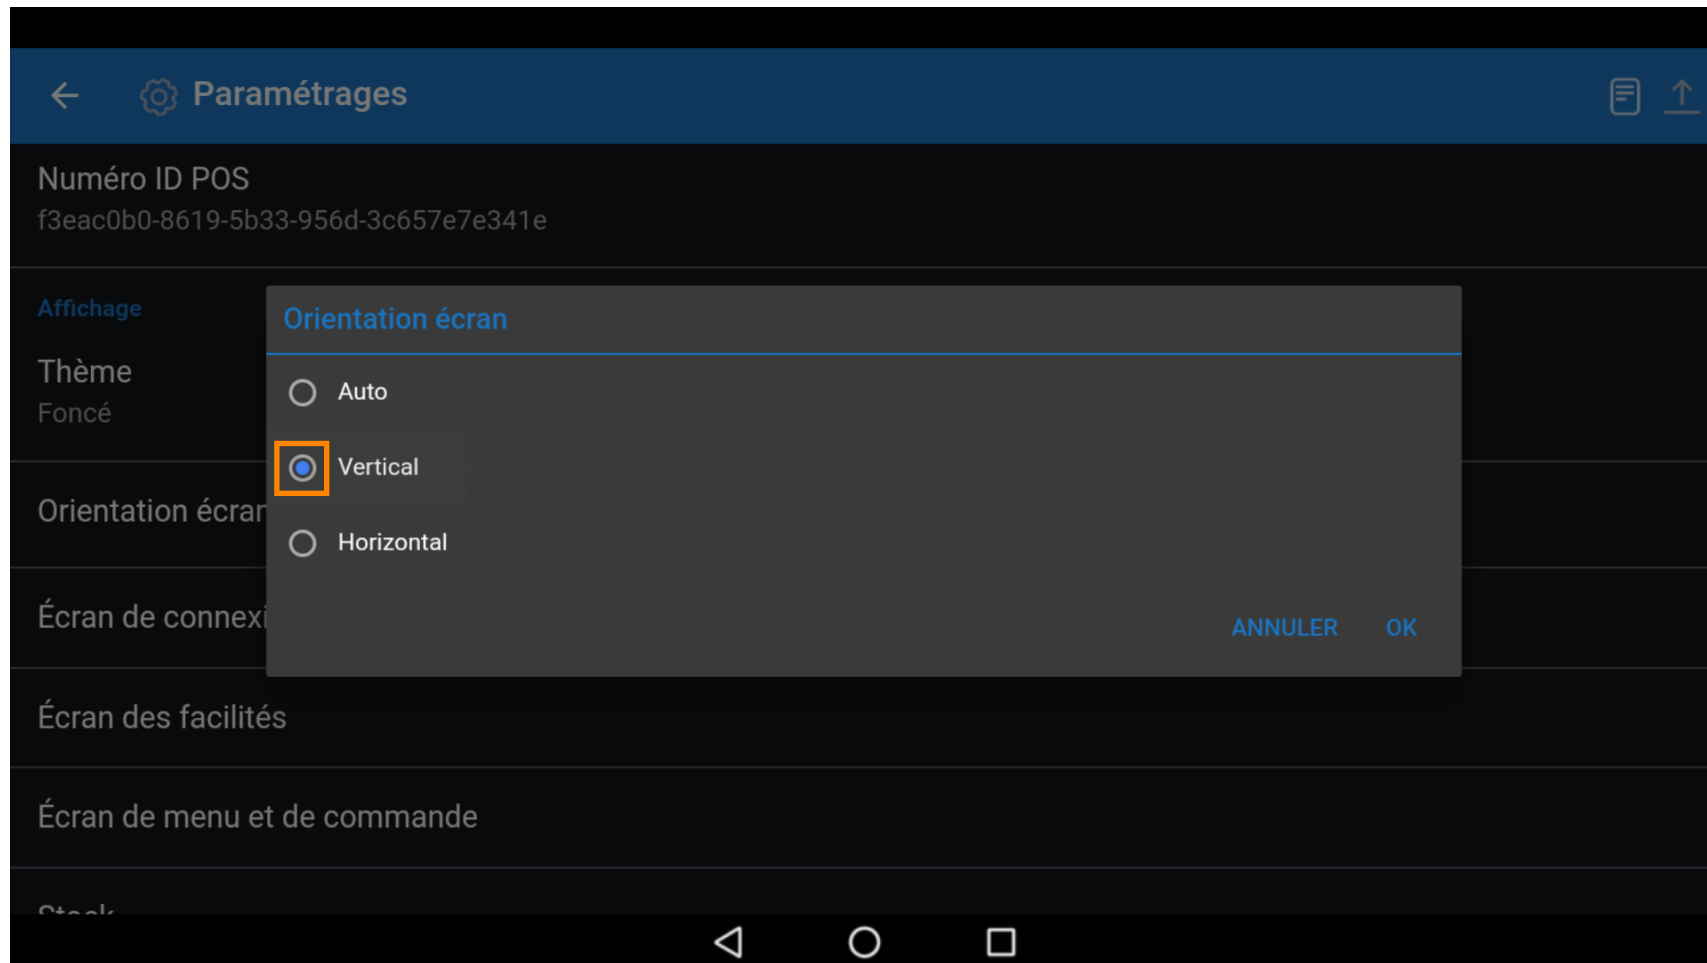 Paramétrages
Numéro ID POS
f3eac0b0-8619-5b33-956d-3c657e7e341e
Affichage
Thème
Foncé
Orientation écran
Auto
Vertical
Horizontal
ANNULER OK
Orientation écran
Écran de connexi
Écran des facilités
Écran de menu et de commande
Stock